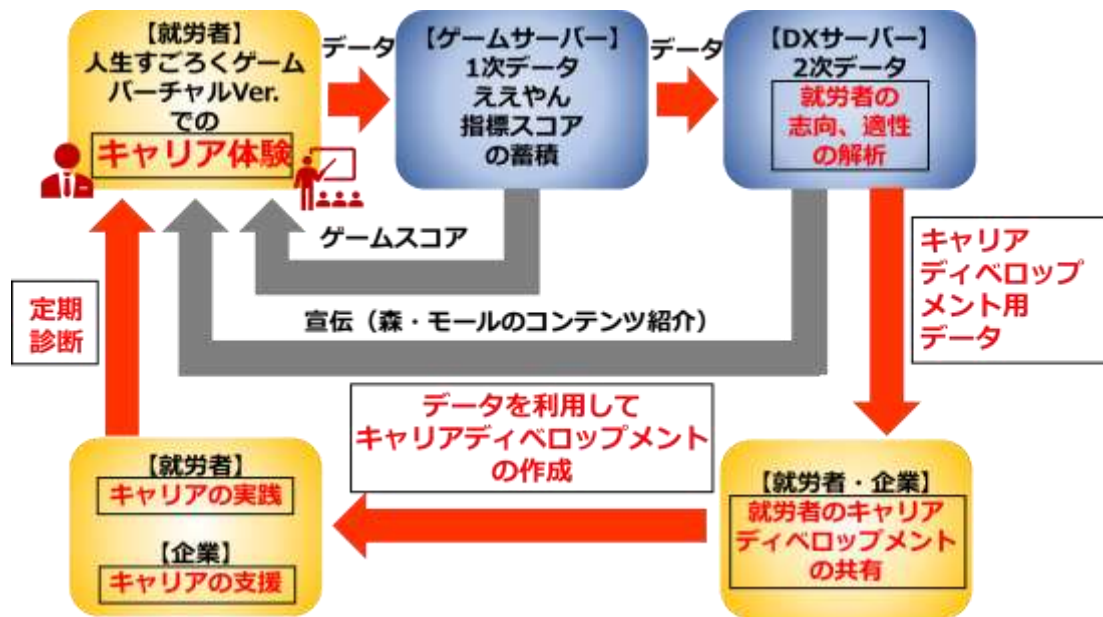 【就労者】
人生すごろくゲーム
バーチャルVer.
での
キャリア体験
データ
【ゲームサーバー】
1次データ
ええやん
指標スコア
の蓄積
データ
【DXサーバー】
2次データ
就労者の
志向、適性
の解析
ゲームスコア
宣伝（森・モールのコンテンツ紹介）
キャリア
ディベロップ
メント用
データ
定期
診断
データを利用して
キャリアディベロップメント
の作成
【就労者】
キャリアの実践
【企業】
キャリアの支援
【就労者・企業】
就労者のキャリア
ディベロップメント
の共有